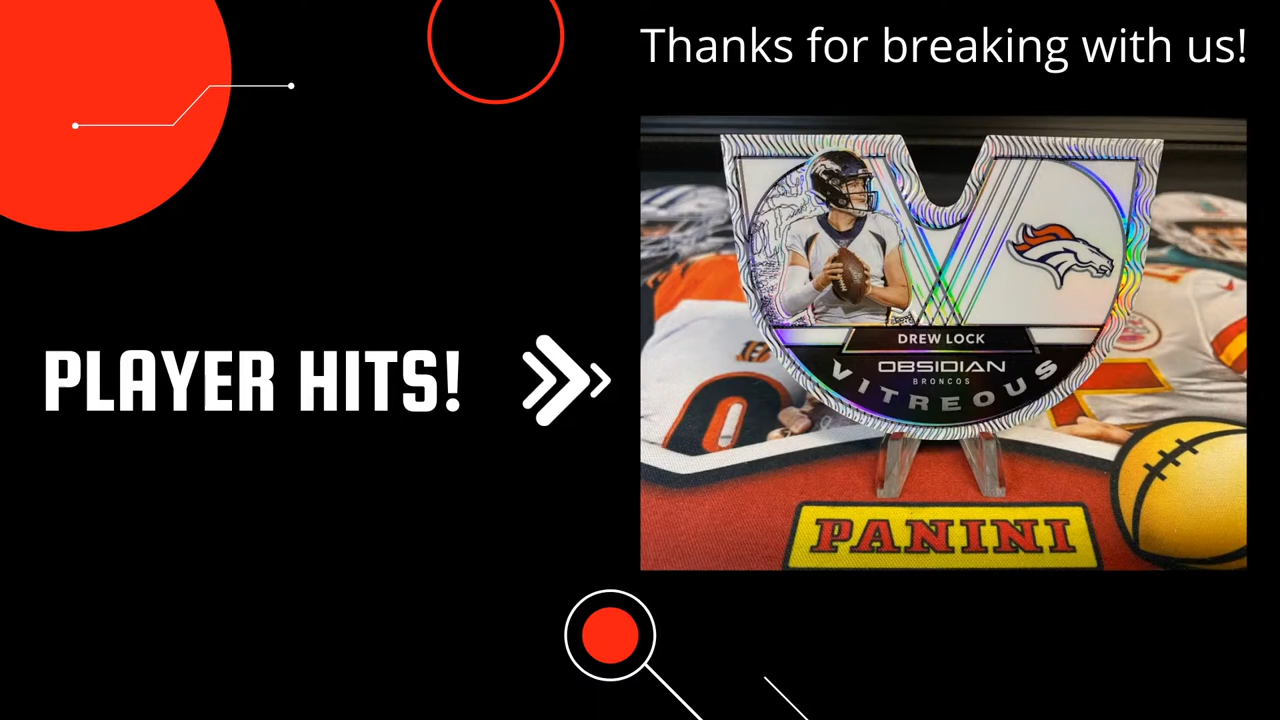 Thanks for breaking with us!
PLAYER HITS!
DREW LOCK
OBSIDIAN
BRONCOS
VITREOUS
PANINI